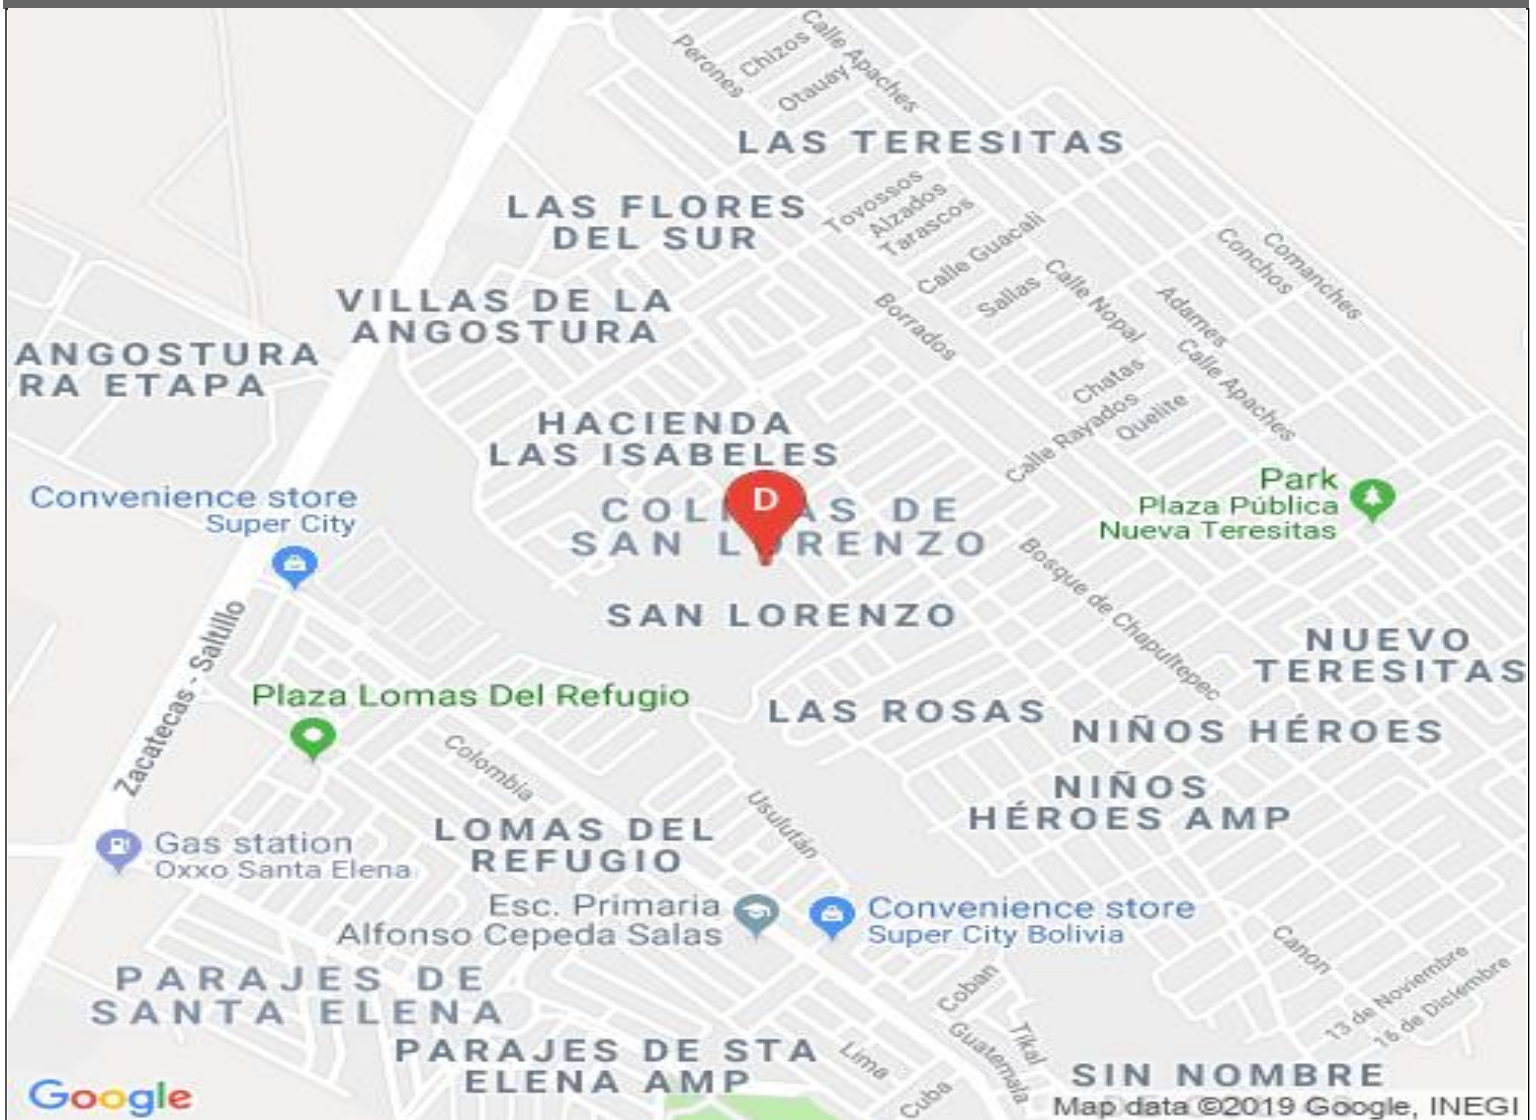 Perones
Chizos
Calle Apaches
Otauay
LAS TERESITAS
LAS FLORES
DEL SUR
Tovossos
Alzados
Tarascos
Calle Guacali
Sallas
Calle Nopal
Conchos
Comanches
VILLAS DE LA
ANGOSTURA
Borrados
Adames
Calle Apaches
ANGOSTURA
RA ETAPA
Chatas
Calle Rayados
Quelite
HACIENDA
LAS ISABELES
Convenience store
Super City
D
COLINAS DE
SAN LORENZO
Park
Plaza Pública
Nueva Teresitas
Bosque de Chapultepec
SAN LORENZO
Zacatecas - Saltillo
NUEVO
TERESITAS
Plaza Lomas Del Refugio
LAS ROSAS
NIÑOS HÉROES
Colombia
NIÑOS
HÉROES AMP
Usulután
LOMAS DEL
REFUGIO
Gas station
Oxxo Santa Elena
Esc. Primaria
Alfonso Cepeda Salas
Convenience store
Super City Bolivia
Canon
13 de Noviembre
16 de Diciembre
PARAJES DE
SANTA ELENA
Coban
Tikal
Guatemala
PARAJES DE STA
ELENA AMP
Lima
Cuba
SIN NOMBRE
Google
Map data ©2019 Google, INEGI